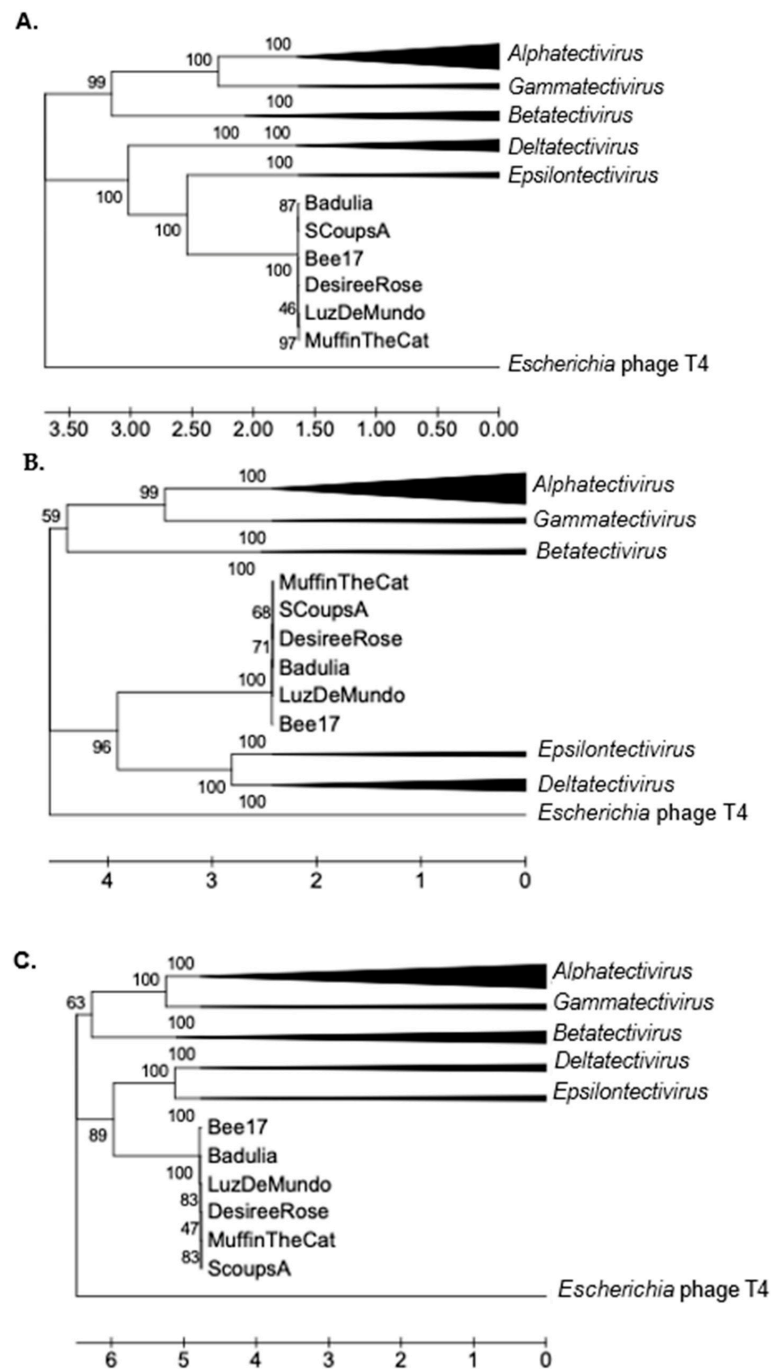 A.
100
Alphatectivirus
100
Gammatectivirus
99
100
Betatectivirus
100 100
Deltatectivirus
100
Epsilontectivirus
100
100
87 Badulia
SCoupsA
Bee17
100
DesireeRose
46 LuzDeMundo
97 MuffinTheCat
Escherichia phage T4
3.50 3.00 2.50 2.00 1.50 1.00 0.50 0.00
B.
100
Alphatectivirus
99
Gammatectivirus
59
100
Betatectivirus
100
MuffinTheCat
68 SCoupsA
71 DesireeRose
Badulia
100
LuzDeMundo
Bee17
96
100
Epsilontectivirus
100
Deltatectivirus
100
Escherichia phage T4
4 3 2 1 0
C.
100
Alphatectivirus
100
Gammatectivirus
63
100
Betatectivirus
100
Deltatectivirus
100
Epsilontectivirus
100
Bee17
89
Badulia
100
LuzDeMundo
83
DesireeRose
47
MuffinTheCat
83
ScoupsA
Escherichia phage T4
6 5 4 3 2 1 0